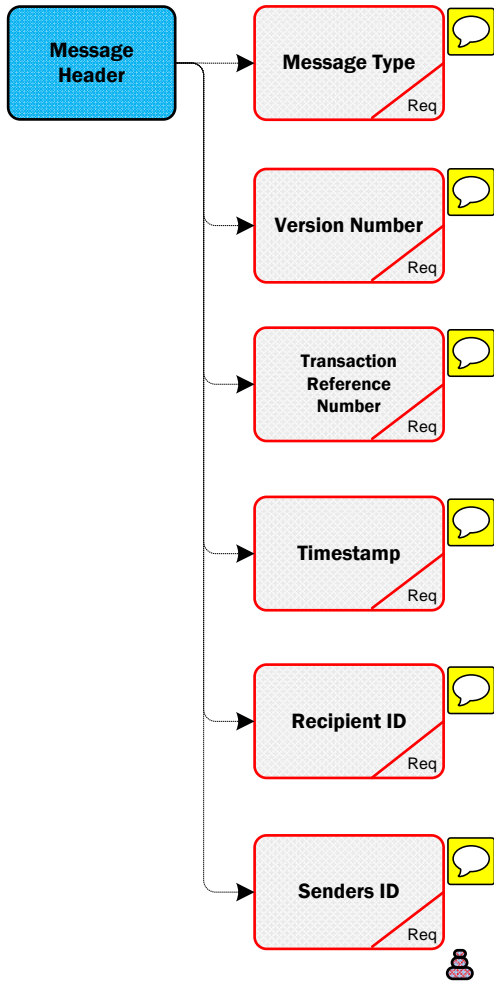 Message
Header
Message Type
Req
Version Number
Req
Transaction
Reference
Number
Req
Timestamp
Req
Recipient ID
Req
Senders ID
Req